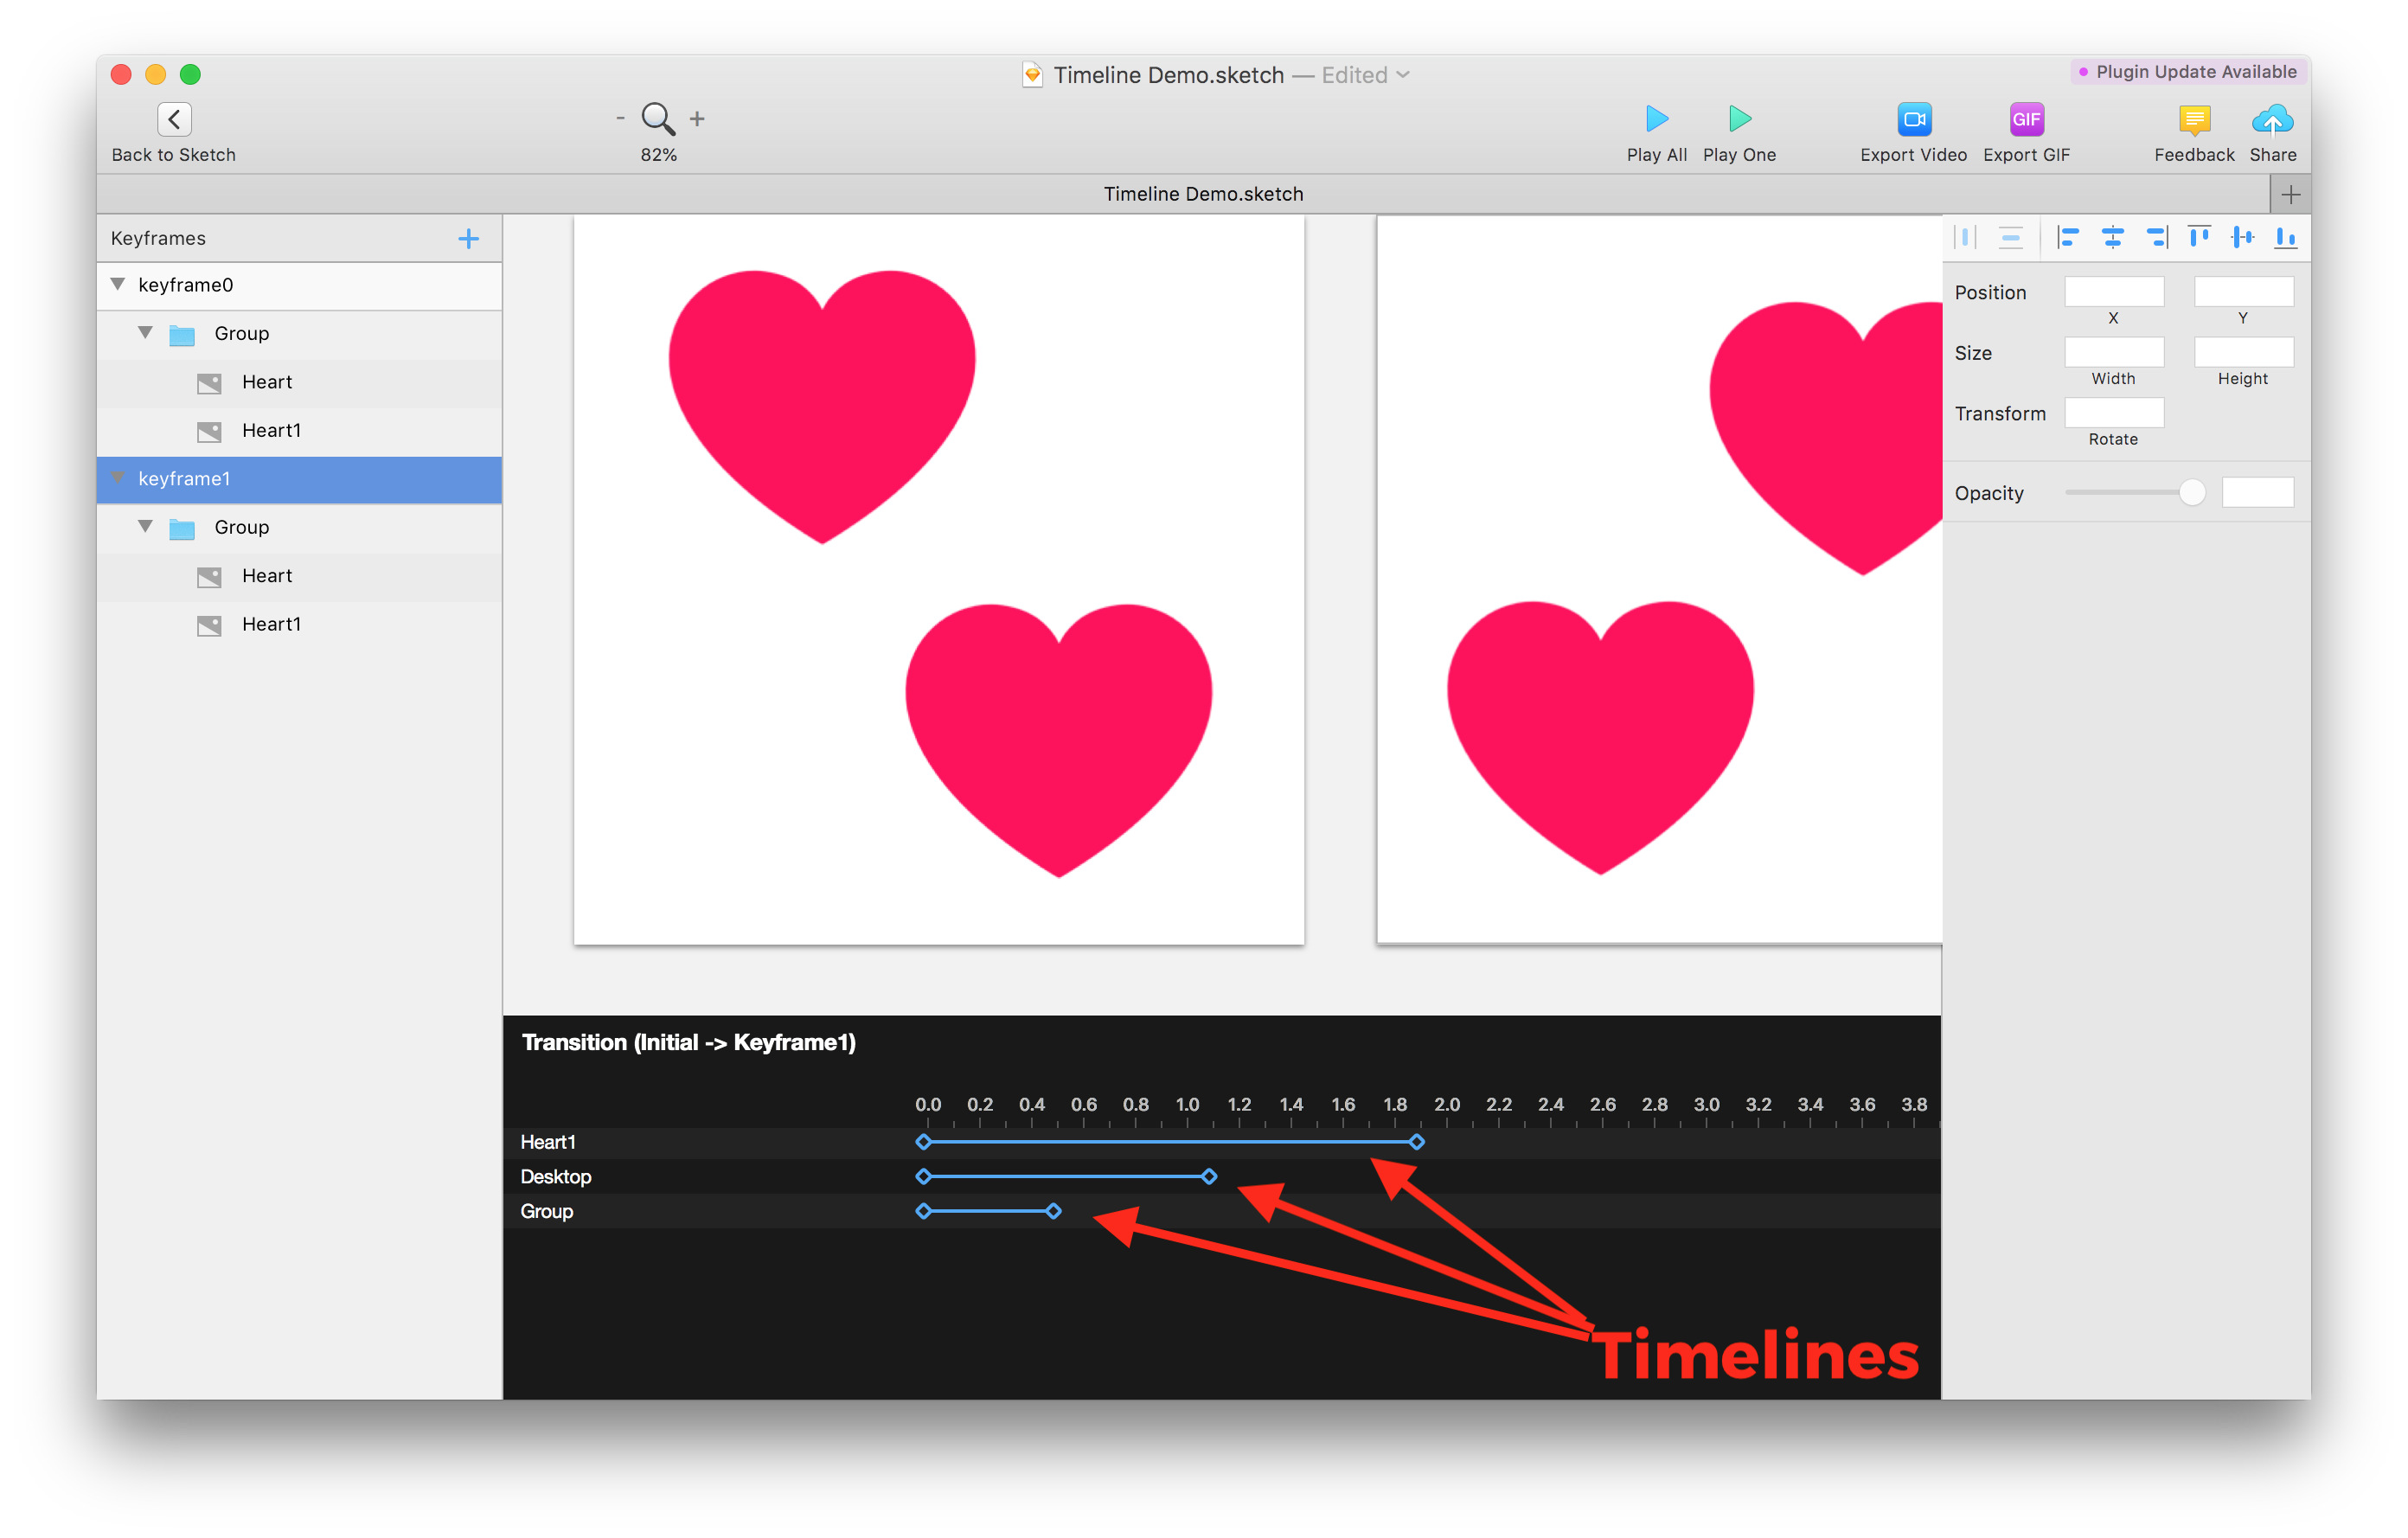 Timeline Demo.sketch — Edited
Plugin Update Available
Back to Sketch
- +
82%
Play All Play One Export Video GIF Export GIF Feedback Share
Timeline Demo.sketch
Keyframes
keyframe0
Group
Heart
Heart1
keyframe1
Group
Heart
Heart1
Position
X Y
Size
Width Height
Transform
Rotate
Opacity
Transition (Initial -> Keyframe1)
0.0 0.2 0.4 0.6 0.8 1.0 1.2 1.4 1.6 1.8 2.0 2.2 2.4 2.6 2.8 3.0 3.2 3.4 3.6 3.8
Heart1
Desktop
Group
Timelines